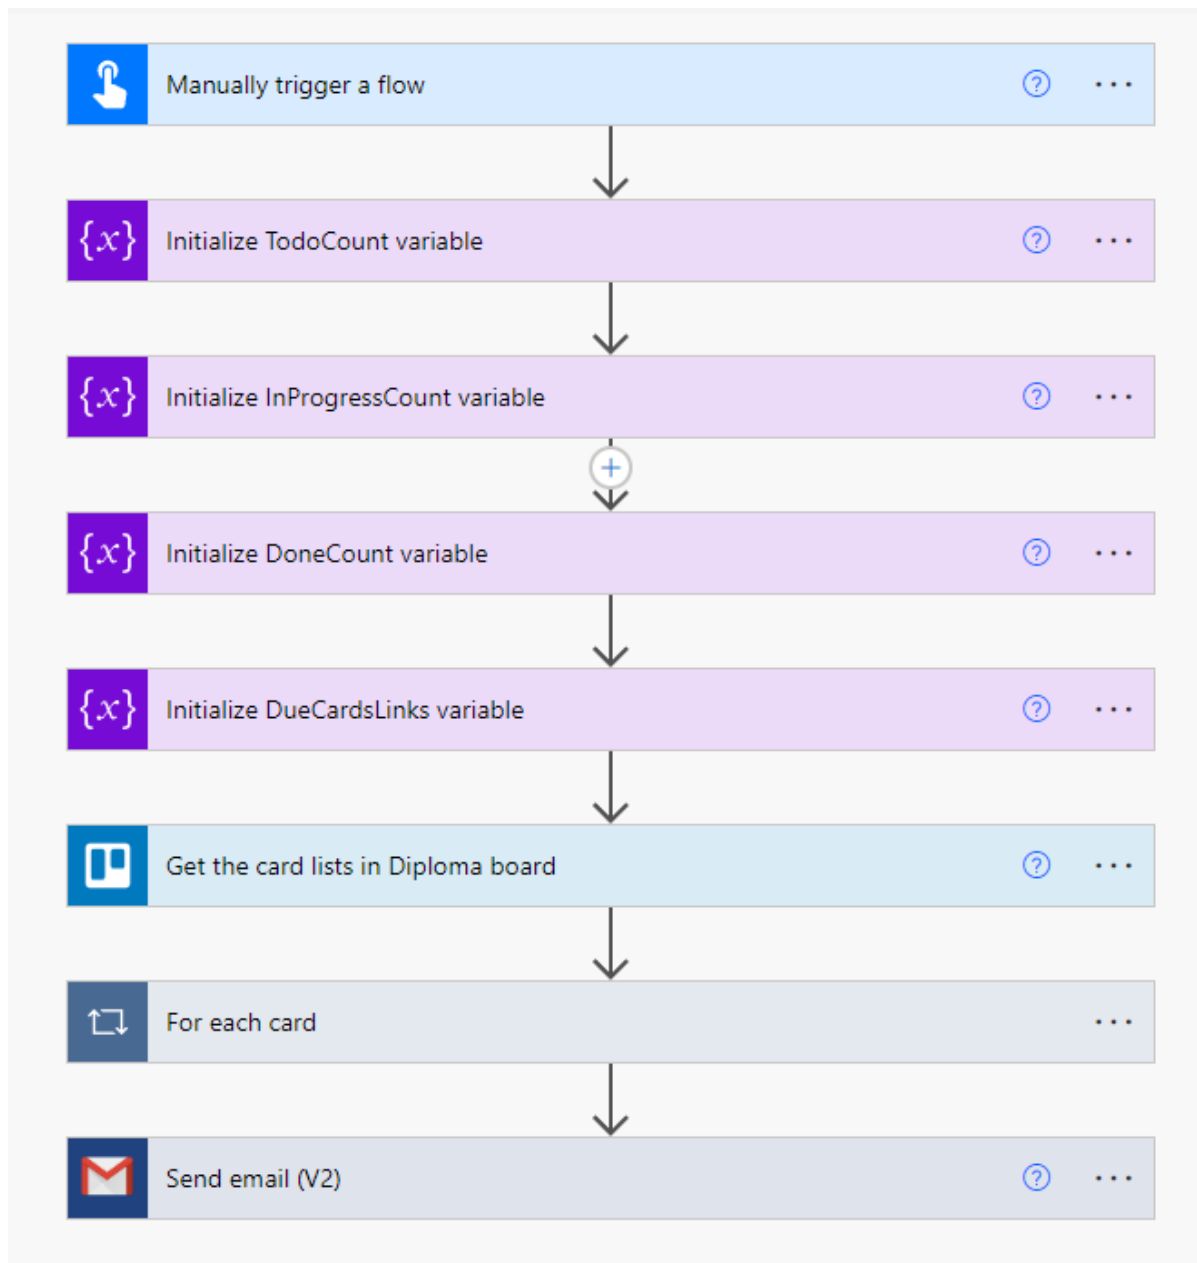 Manually trigger a flow
Initialize TodoCount variable
Initialize InProgressCount variable
Initialize DoneCount variable
Initialize DueCardsLinks variable
Get the card lists in Diploma board
For each card
Send email (V2)